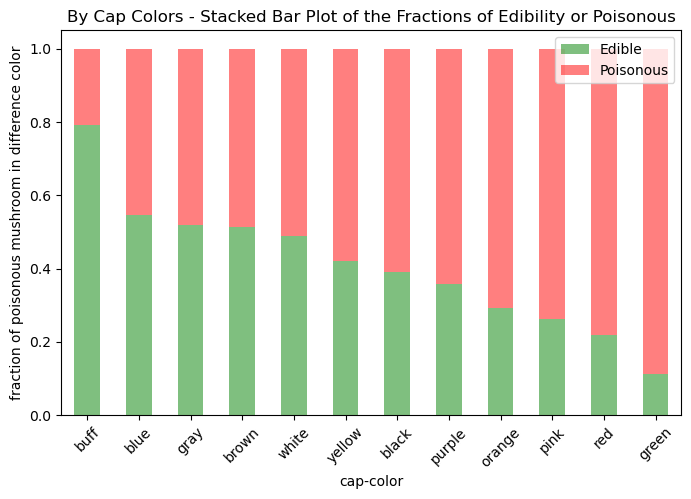 By Cap Colors - Stacked Bar Plot of the Fractions of Edibility or Poisonous
Edible
Poisonous
fraction of poisonous mushroom in difference color
1.0
0.8
0.6
0.4
0.2
0.0
buff
blue
gray
brown
white
yellow
black
purple
orange
pink
red
green
cap-color